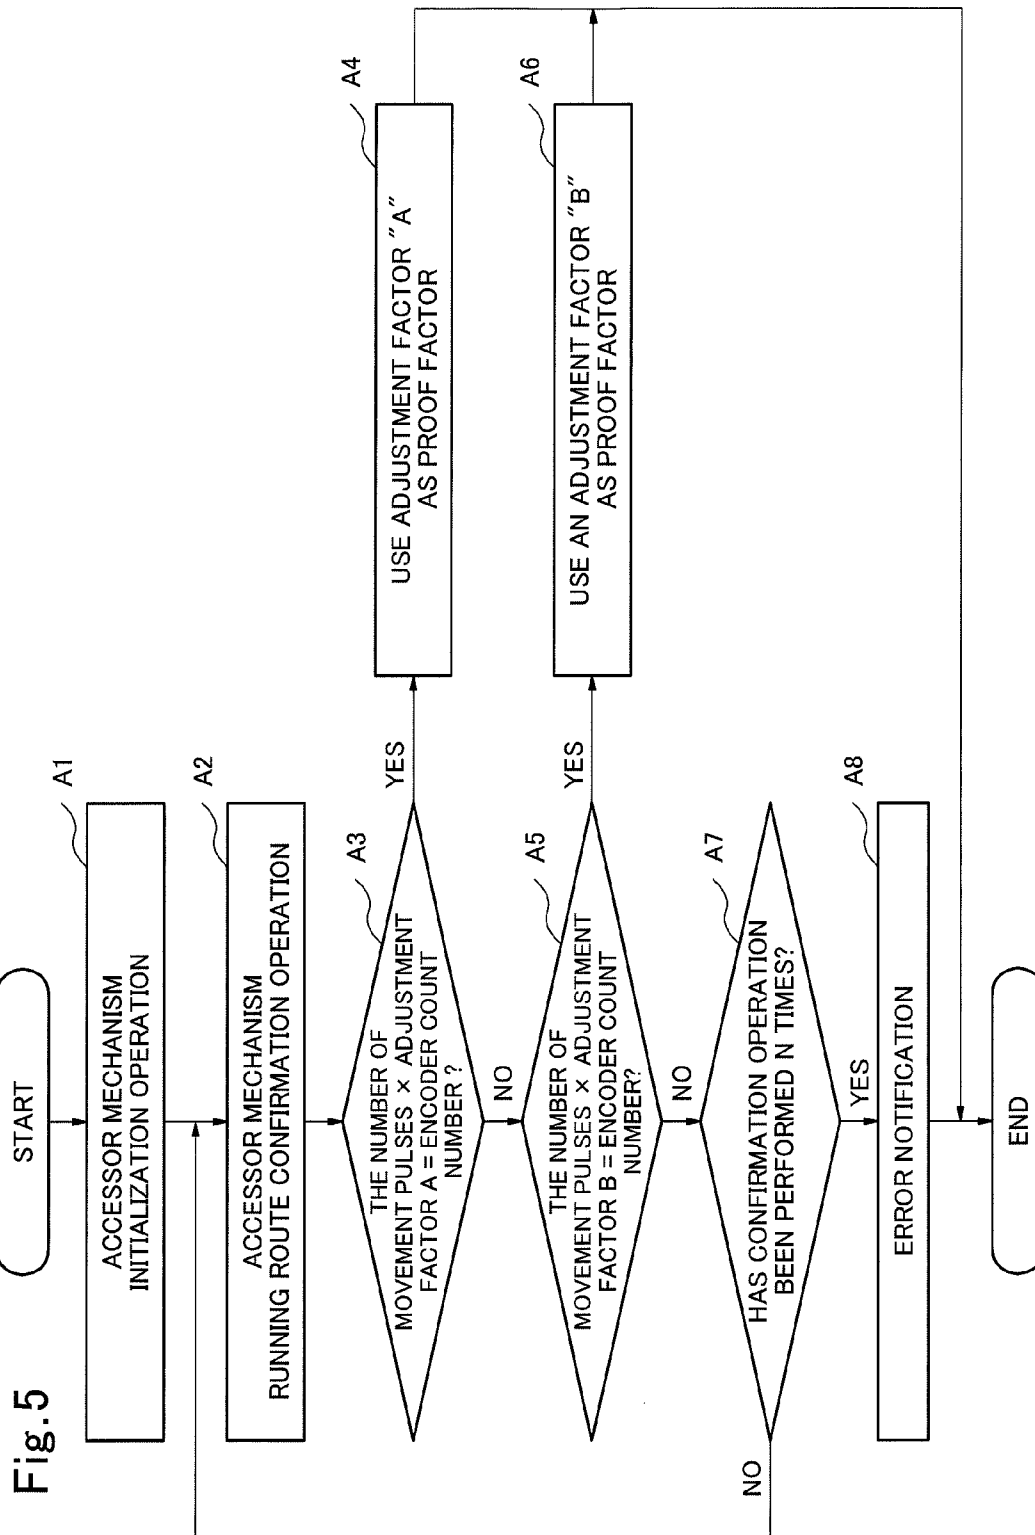 Fig.5
START
A1
ACCESSOR MECHANISM
INITIALIZATION OPERATION
A2
ACCESSOR MECHANISM
RUNNING ROUTE CONFIRMATION OPERATION
A3
THE NUMBER OF
MOVEMENT PULSES × ADJUSTMENT
FACTOR A = ENCODER COUNT
NUMBER ?
YES
A4
USE ADJUSTMENT FACTOR "A"
AS PROOF FACTOR
NO
A5
THE NUMBER OF
MOVEMENT PULSES × ADJUSTMENT
FACTOR B = ENCODER COUNT
NUMBER?
YES
A6
USE AN ADJUSTMENT FACTOR "B"
AS PROOF FACTOR
NO
A7
HAS CONFIRMATION OPERATION
BEEN PERFORMED N TIMES?
NO
YES
A8
ERROR NOTIFICATION
END